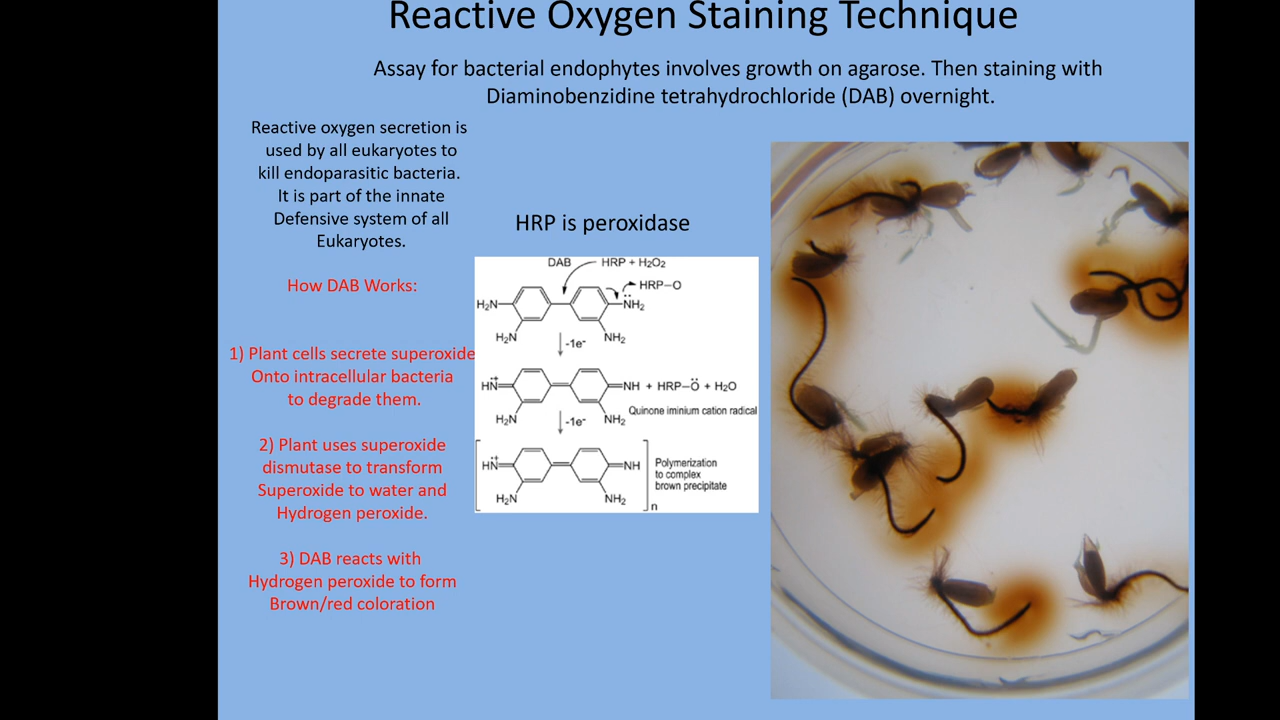 Reactive Oxygen Staining Technique
Assay for bacterial endophytes involves growth on agarose. Then staining with
Diaminobenzidine tetrahydrochloride (DAB) overnight.
Reactive oxygen secretion is
used by all eukaryotes to
kill endoparasitic bacteria.
It is part of the innate
Defensive system of all
Eukaryotes.
How DAB Works:
1) Plant cells secrete superoxide
Onto intracellular bacteria
to degrade them.
2) Plant uses superoxide
dismutase to transform
Superoxide to water and
Hydrogen peroxide.
3) DAB reacts with
Hydrogen peroxide to form
Brown/red coloration
HRP is peroxidase
DAB HRP + H₂O₂
HRP–O
H₂N N̈H₂
H₂N NH₂
-1e⁻
HN⁺̇ NH + HRP–Ö + H₂O
H₂N NH₂ Quinone iminium cation radical
-1e⁻
HN⁺̇ NH Polymerization
to complex
brown precipitate
H₂N NH₂ n